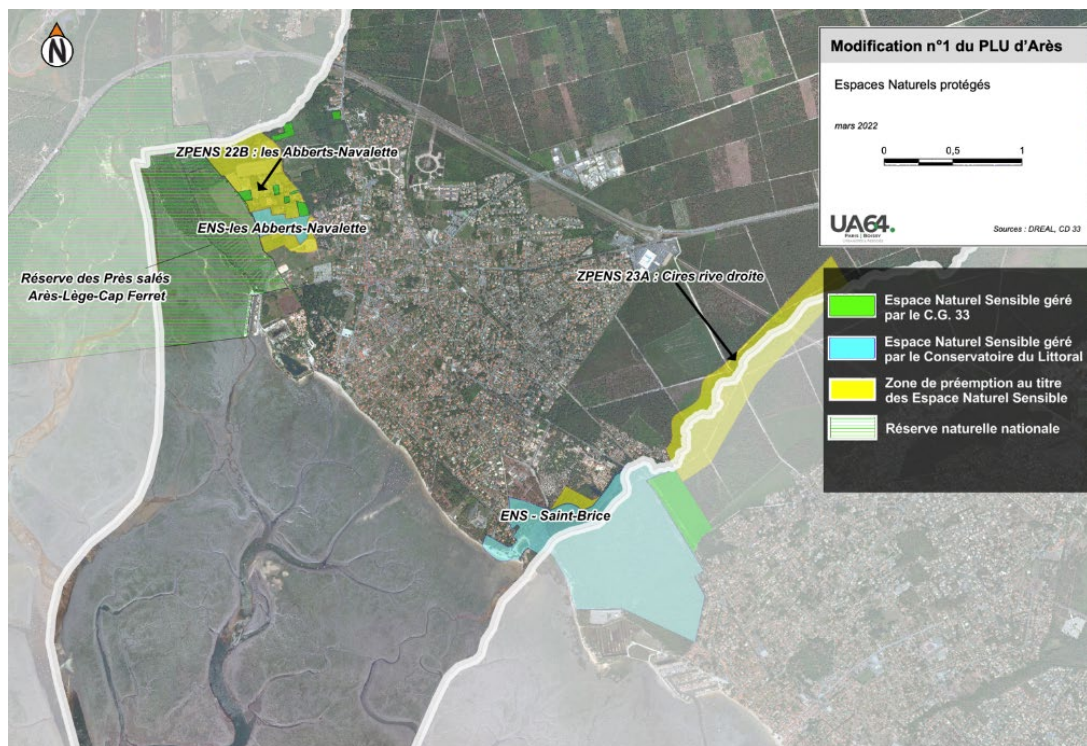 N
Modification n°1 du PLU d'Arès
Espaces Naturels protégés
mars 2022
0 0,5 1
UA64.
PARIS | BIDART
Sources : DREAL, CD 33
ZPENS 22B : les Abberts-Navalette
ENS-les Abberts-Navalette
Réserve des Près salés
Arès-Lège-Cap Ferret
ZPENS 23A : Cires rive droite
ENS - Saint-Brice
Espace Naturel Sensible géré
par le C.G. 33
Espace Naturel Sensible géré
par le Conservatoire du Littoral
Zone de préemption au titre
des Espace Naturel Sensible
Réserve naturelle nationale